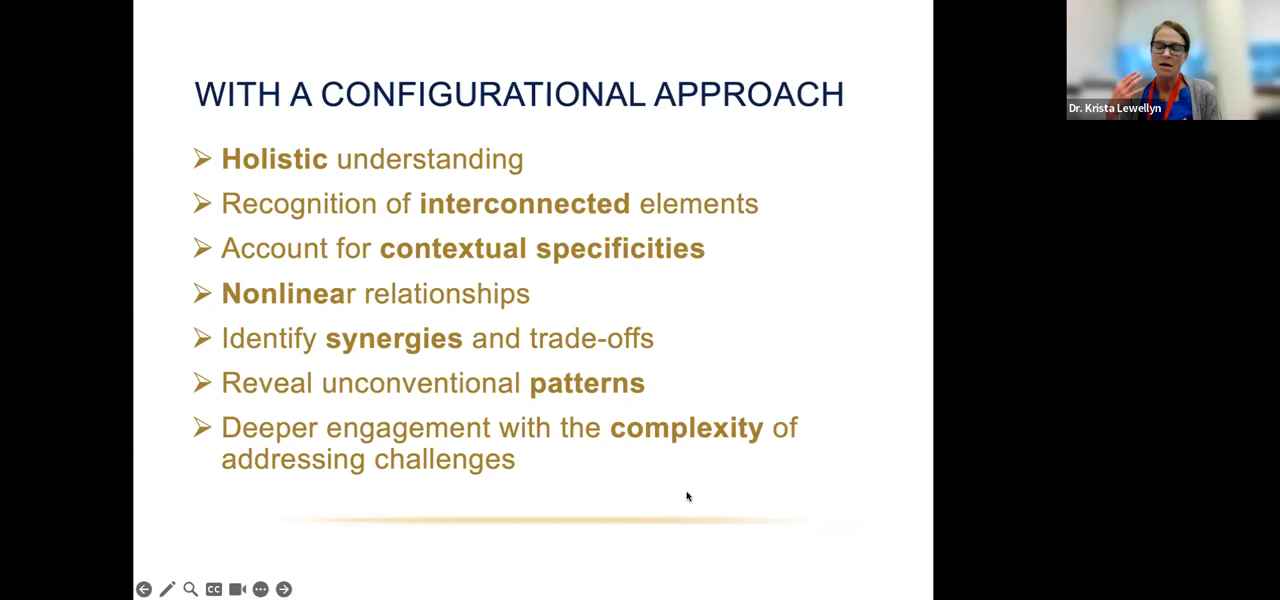 WITH A CONFIGURATIONAL APPROACH
Dr. Krista Lewellyn
➢ Holistic understanding
➢ Recognition of interconnected elements
➢ Account for contextual specificities
➢ Nonlinear relationships
➢ Identify synergies and trade-offs
➢ Reveal unconventional patterns
➢ Deeper engagement with the complexity of
addressing challenges
CC